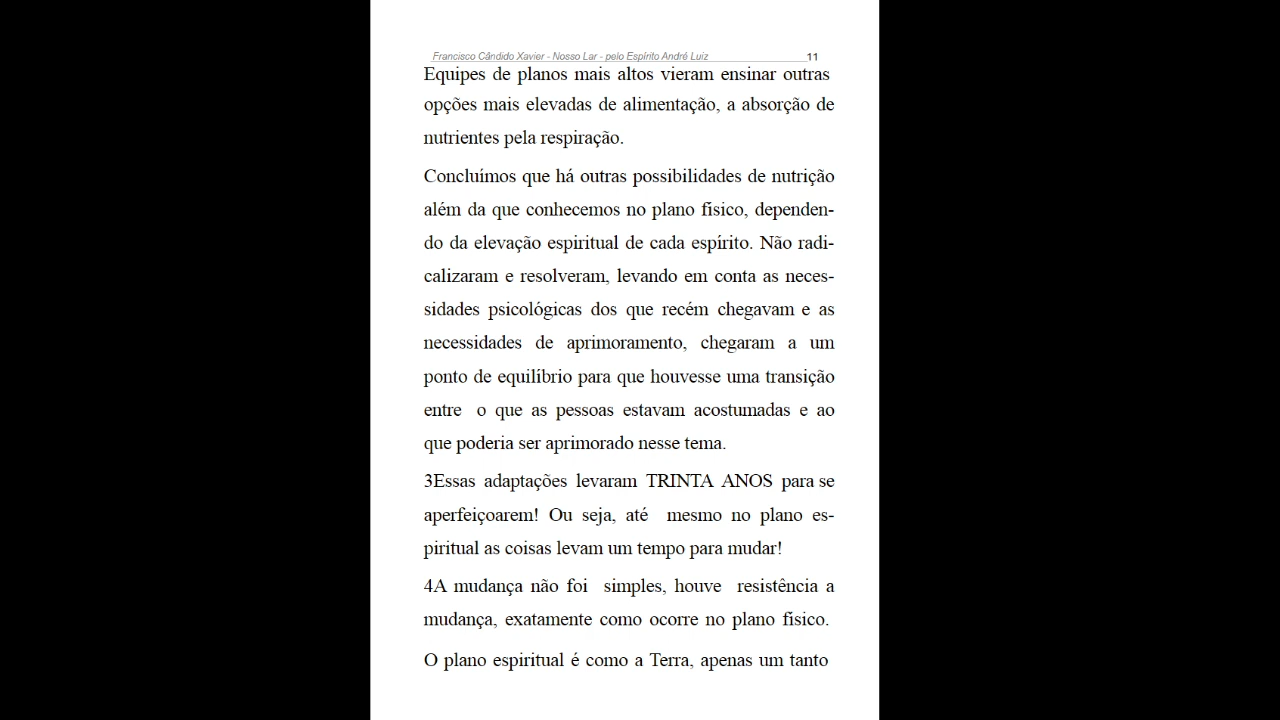 Francisco Cândido Xavier - Nosso Lar - pelo Espírito André Luiz 11
Equipes de planos mais altos vieram ensinar outras
opções mais elevadas de alimentação, a absorção de
nutrientes pela respiração.
Concluímos que há outras possibilidades de nutrição
além da que conhecemos no plano físico, dependen-
do da elevação espiritual de cada espírito. Não radi-
calizaram e resolveram, levando em conta as neces-
sidades psicológicas dos que recém chegavam e as
necessidades de aprimoramento, chegaram a um
ponto de equilíbrio para que houvesse uma transição
entre o que as pessoas estavam acostumadas e ao
que poderia ser aprimorado nesse tema.
3Essas adaptações levaram TRINTA ANOS para se
aperfeiçoarem! Ou seja, até mesmo no plano es-
piritual as coisas levam um tempo para mudar!
4A mudança não foi simples, houve resistência a
mudança, exatamente como ocorre no plano físico.
O plano espiritual é como a Terra, apenas um tanto